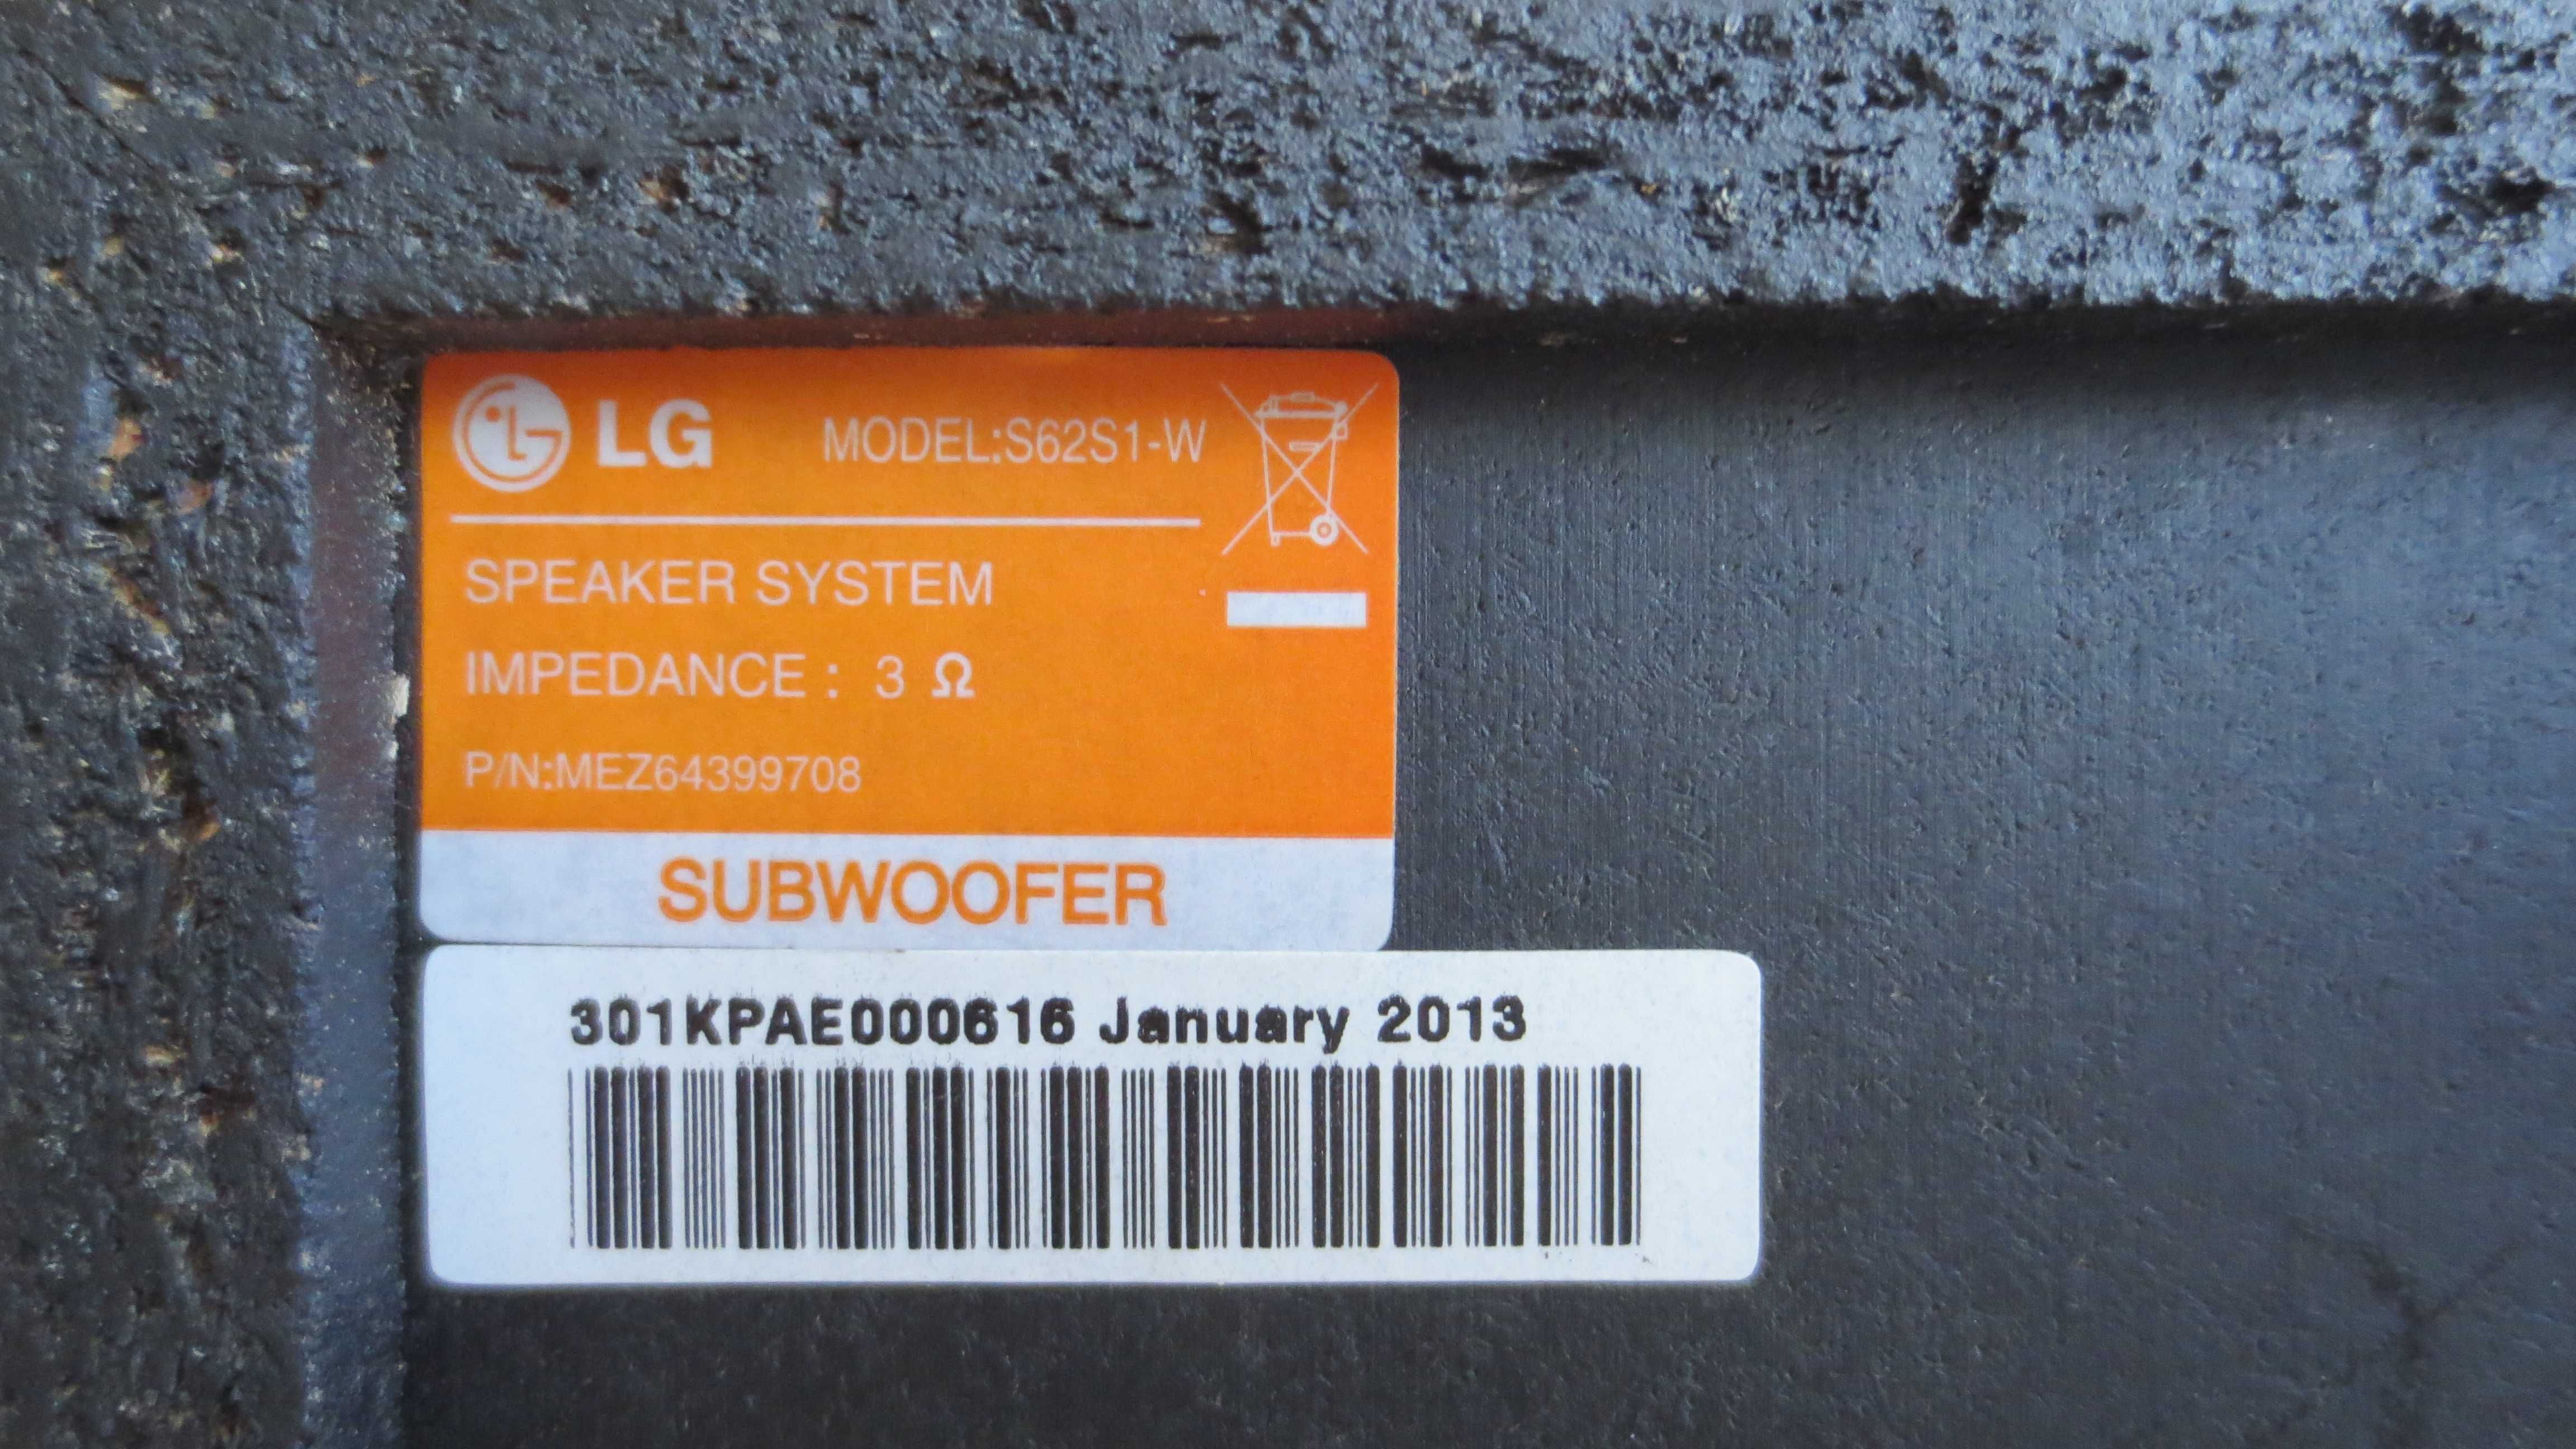 LG MODEL:S62S1-W
SPEAKER SYSTEM
IMPEDANCE : 3 Ω
P/N:MEZ64399708
SUBWOOFER
301KPAE000616 January 2013